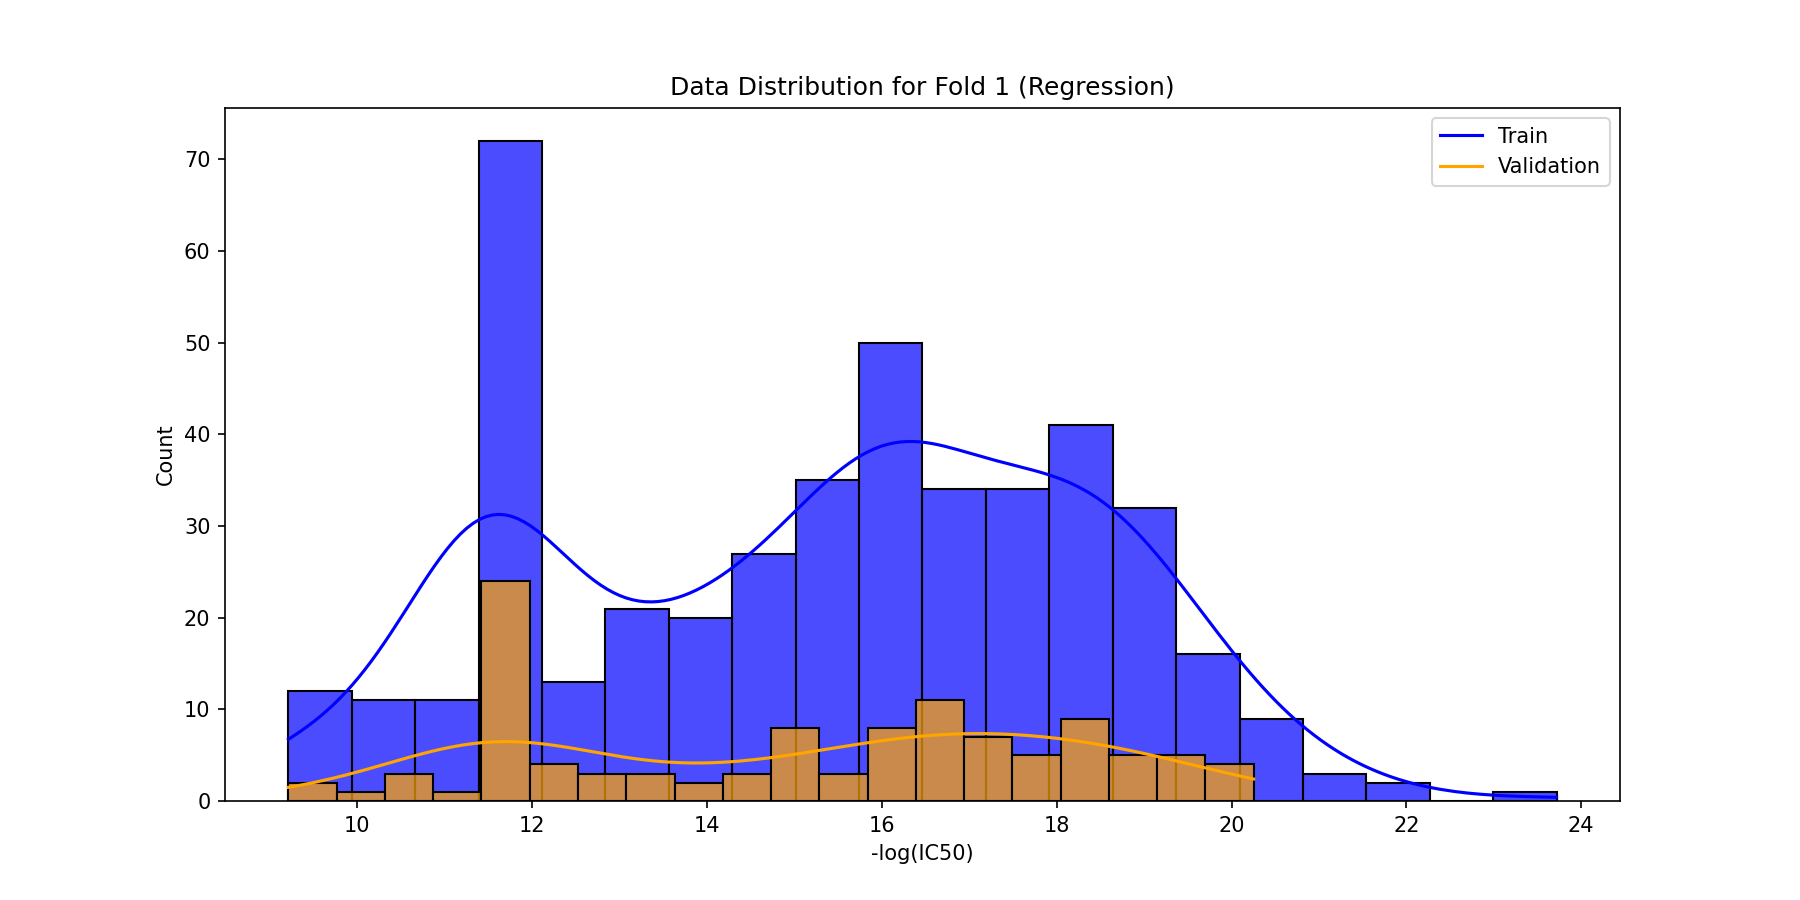 Data Distribution for Fold 1 (Regression)
Train
Validation
70
60
50
40
30
20
10
0
Count
10 12 14 16 18 20 22 24
-log(IC50)